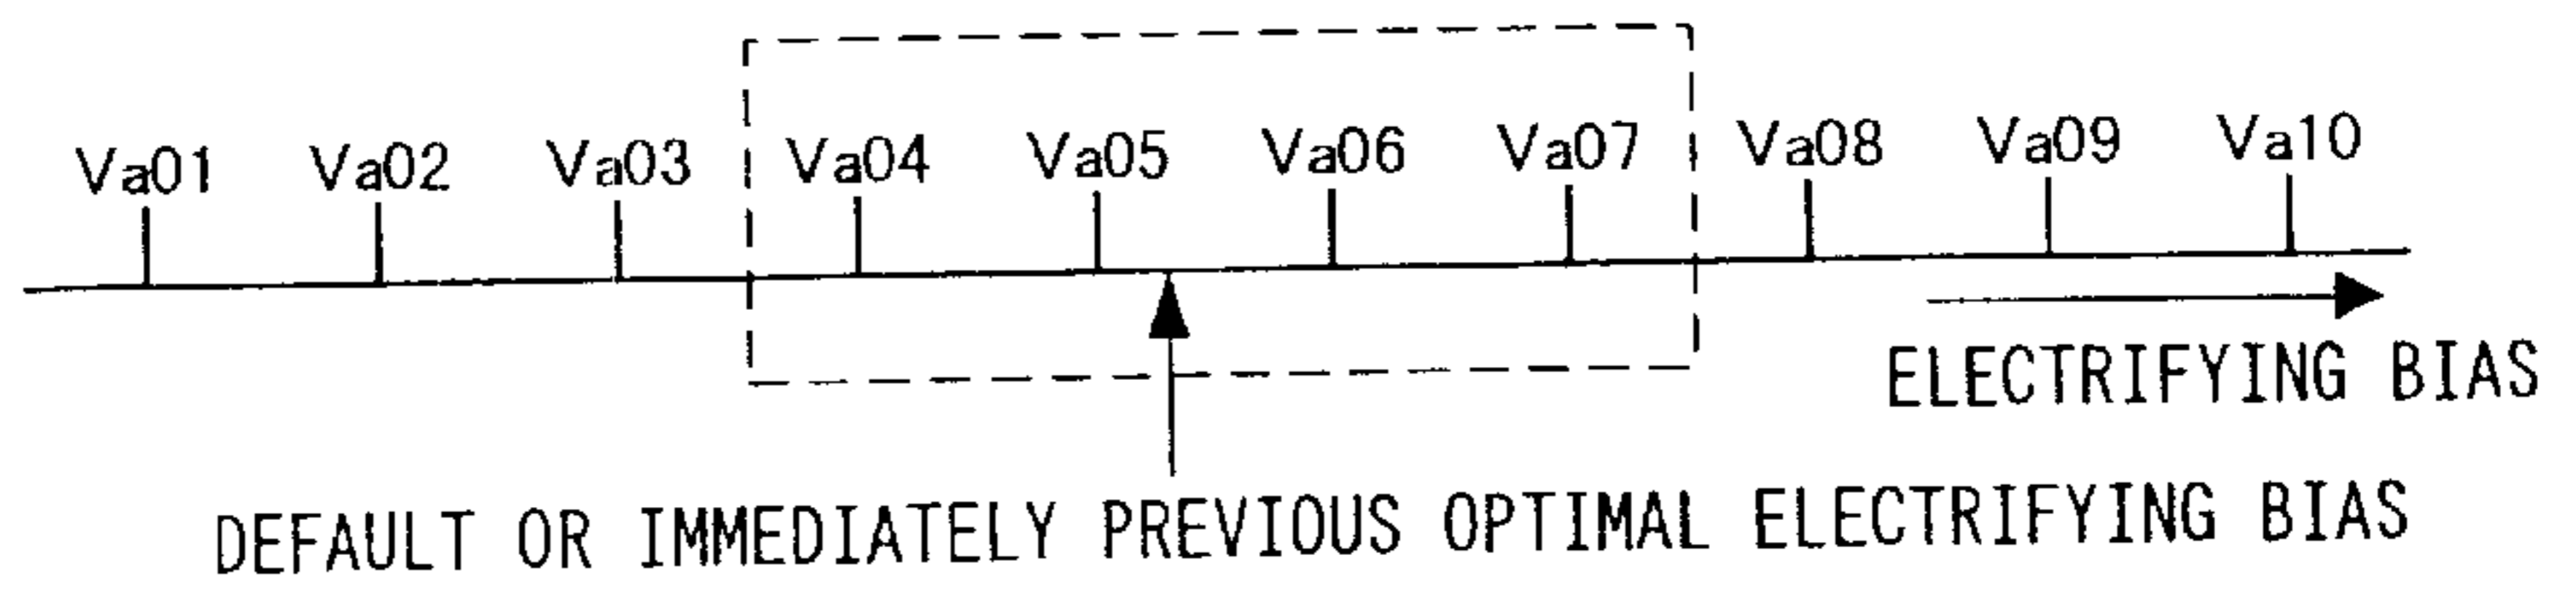 Va01 Va02 Va03 Va04 Va05 Va06 Va07 Va08 Va09 Va10
ELECTRIFYING BIAS
DEFAULT OR IMMEDIATELY PREVIOUS OPTIMAL ELECTRIFYING BIAS